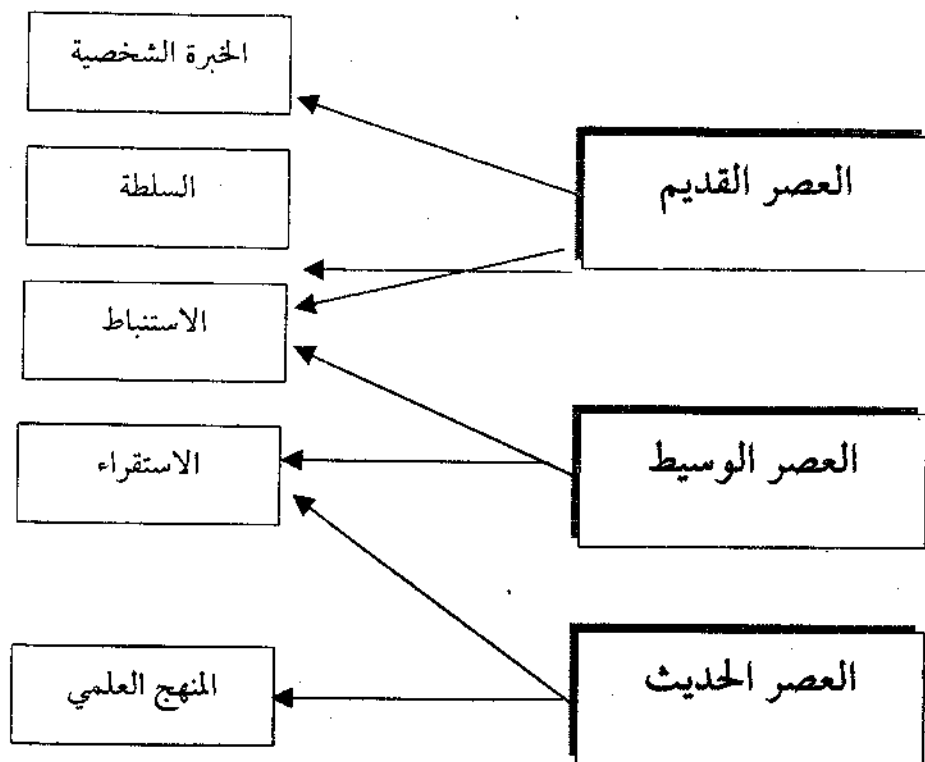 الخبرة الشخصية
العصر القديم
السلطة
الاستنباط
العصر الوسيط
الاستقراء
العصر الحديث
المنهج العلمي